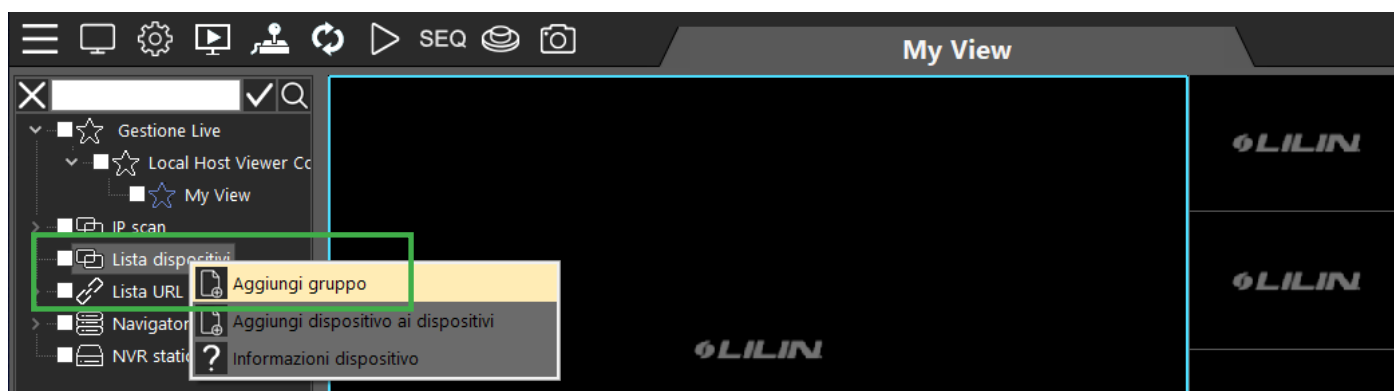 SEQ
My View
Gestione Live
Local Host Viewer Cc
My View
IP scan
Lista dispositivi
Lista URL
Navigator
NVR static
Aggiungi gruppo
Aggiungi dispositivo ai dispositivi
Informazioni dispositivo
LILIN
LILIN
LILIN